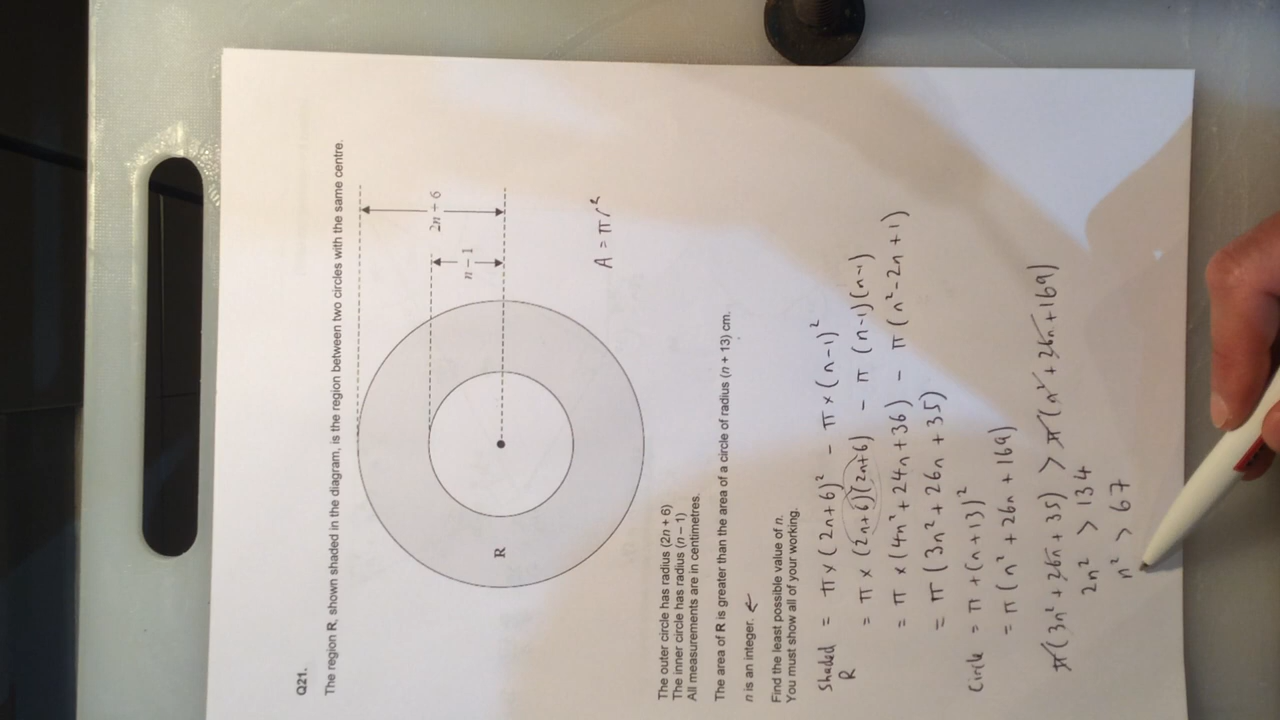 Q21.
The region R, shown shaded in the diagram, is the region between two circles with the same centre.
2n + 6
n − 1
R
A = πr²
The outer circle has radius (2n + 6)
The inner circle has radius (n − 1)
All measurements are in centimetres.
The area of R is greater than the area of a circle of radius (n + 13) cm.
n is an integer. ←
Find the least possible value of n.
You must show all of your working.
Shaded R = π × (2n+6)² − π × (n−1)²
= π × (2n+6)(2n+6) − π (n−1)(n−1)
= π × (4n² + 24n + 36) − π (n² − 2n + 1)
= π (3n² + 26n + 35)
Circle = π + (n + 13)²
= π (n² + 26n + 169)
π(3n² + 26n + 35) > π(n² + 26n + 169)
2n² > 134
n² > 67